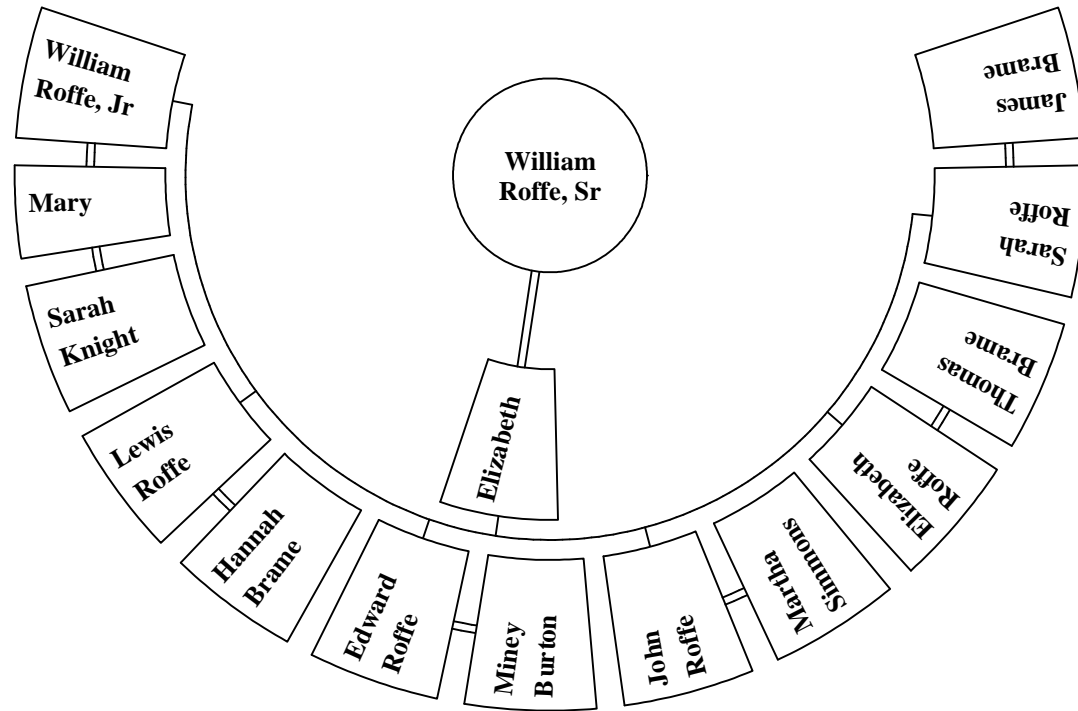 William
Roffe, Sr
Elizabeth
William
Roffe, Jr
Mary
Sarah
Knight
Lewis
Roffe
Hannah
Brame
Edward
Roffe
Miney
Burton
John
Roffe
Martha
Simmons
Elizabeth
Roffe
Thomas
Brame
Sarah
Roffe
James
Brame